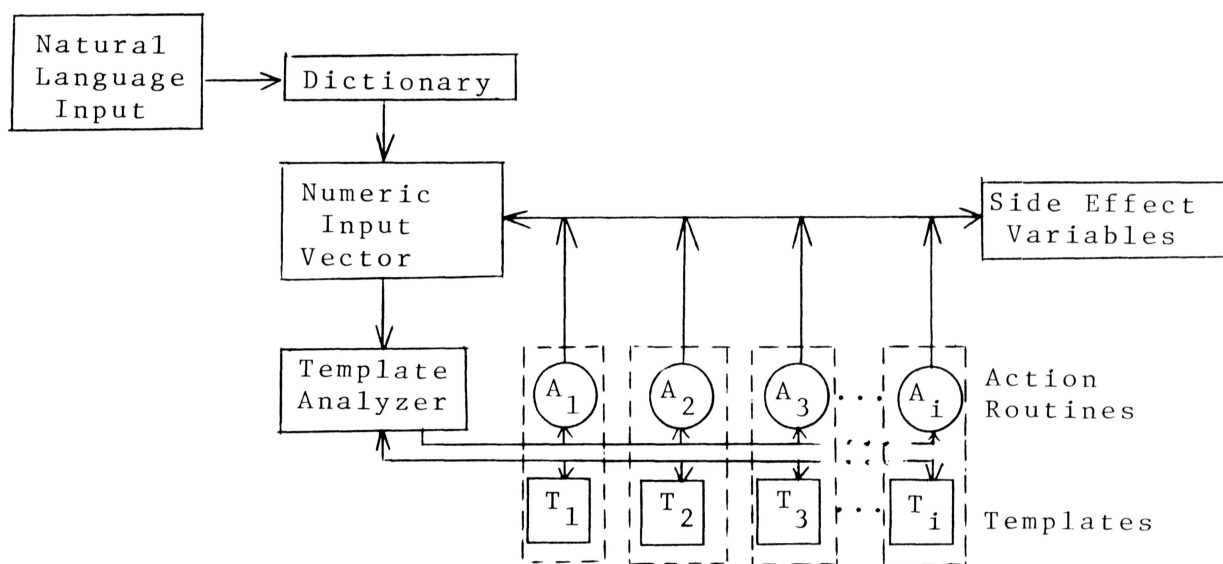 Natural
Language
Input
Dictionary
Numeric
Input
Vector
Side Effect
Variables
Template
Analyzer
A1
A2
A3
...
Ai
Action
Routines
T1
T2
T3
...
Ti
Templates